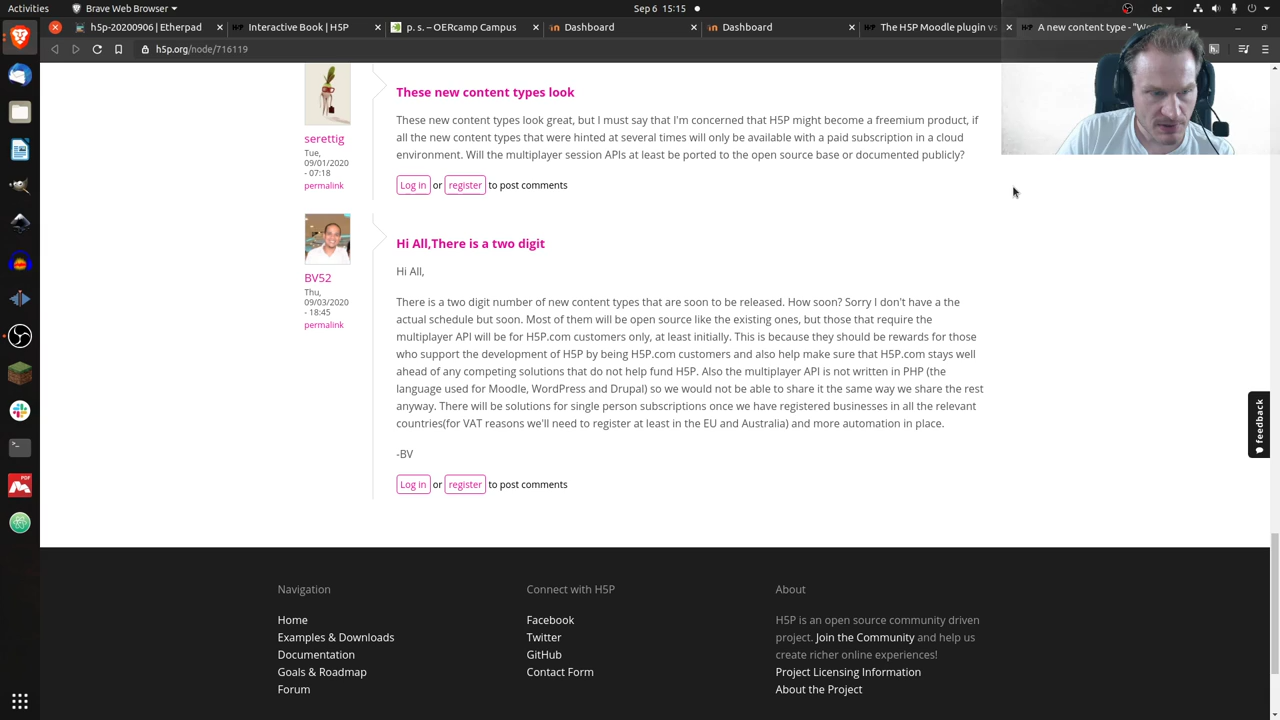 Activities
Brave Web Browser
Sep 6 15:15
h5p-20200906 | Etherpad
Interactive Book | H5P
p. s. – OERcamp Campus
Dashboard
Dashboard
The H5P Moodle plugin vs
A new content type - "Wo
h5p.org/node/716119
serettig
Tue,
09/01/2020
- 07:18
permalink
These new content types look
These new content types look great, but I must say that I'm concerned that H5P might become a freemium product, if
all the new content types that were hinted at several times will only be available with a paid subscription in a cloud
environment. Will the multiplayer session APIs at least be ported to the open source base or documented publicly?
Log in or register to post comments
BV52
Thu,
09/03/2020
- 18:45
permalink
Hi All,There is a two digit
Hi All,
There is a two digit number of new content types that are soon to be released. How soon? Sorry I don't have a the
actual schedule but soon. Most of them will be open source like the existing ones, but those that require the
multiplayer API will be for H5P.com customers only, at least initially. This is because they should be rewards for those
who support the development of H5P by being H5P.com customers and also help make sure that H5P.com stays well
ahead of any competing solutions that do not help fund H5P. Also the multiplayer API is not written in PHP (the
language used for Moodle, WordPress and Drupal) so we would not be able to share it the same way we share the rest
anyway. There will be solutions for single person subscriptions once we have registered businesses in all the relevant
countries(for VAT reasons we'll need to register at least in the EU and Australia) and more automation in place.
-BV
Log in or register to post comments
feedback
Navigation
Home
Examples & Downloads
Documentation
Goals & Roadmap
Forum
Connect with H5P
Facebook
Twitter
GitHub
Contact Form
About
H5P is an open source community driven
project. Join the Community and help us
create richer online experiences!
Project Licensing Information
About the Project